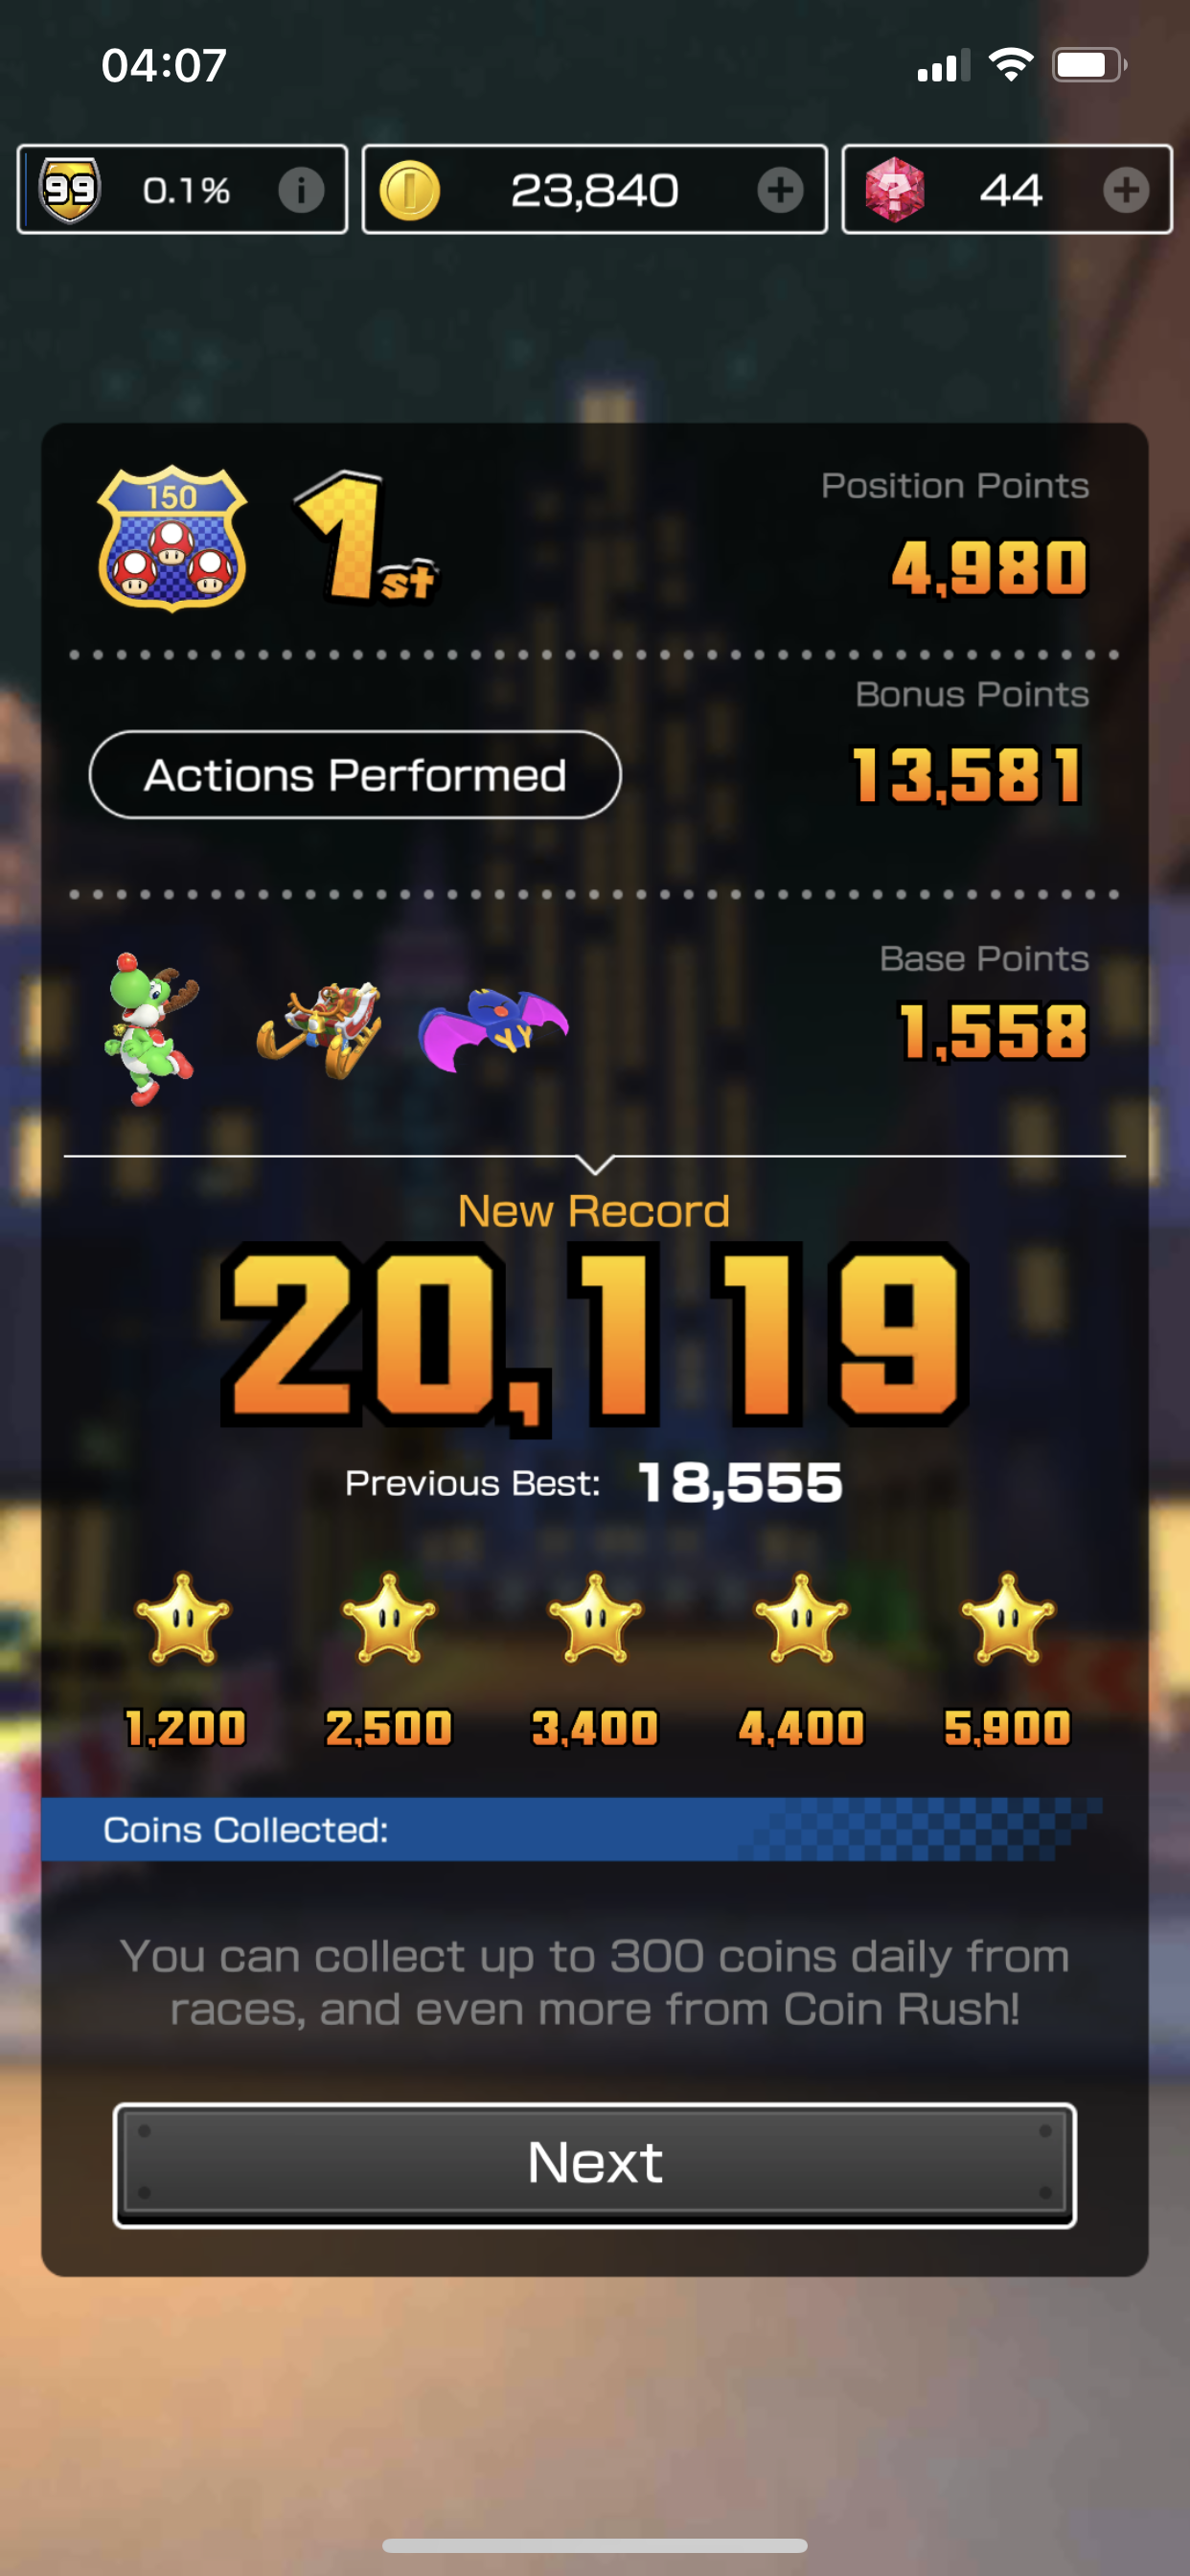 04:07
99 0.1% i 23,840 + ? 44 +
150 1st Position Points
4,980
Bonus Points
Actions Performed 13,581
Base Points
1,558
New Record
20,119
Previous Best: 18,555
1,200 2,500 3,400 4,400 5,900
Coins Collected:
You can collect up to 300 coins daily from
races, and even more from Coin Rush!
Next